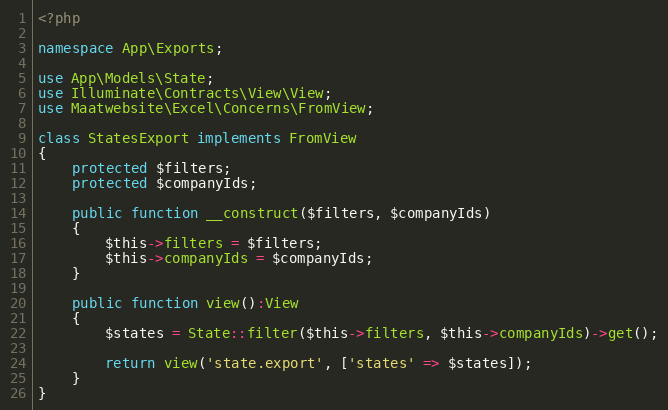 1 <?php
2
3 namespace App\Exports;
4
5 use App\Models\State;
6 use Illuminate\Contracts\View\View;
7 use Maatwebsite\Excel\Concerns\FromView;
8
9 class StatesExport implements FromView
10 {
11     protected $filters;
12     protected $companyIds;
13
14     public function __construct($filters, $companyIds)
15     {
16         $this->filters = $filters;
17         $this->companyIds = $companyIds;
18     }
19
20     public function view():View
21     {
22         $states = State::filter($this->filters, $this->companyIds)->get();
23
24         return view('state.export', ['states' => $states]);
25     }
26 }